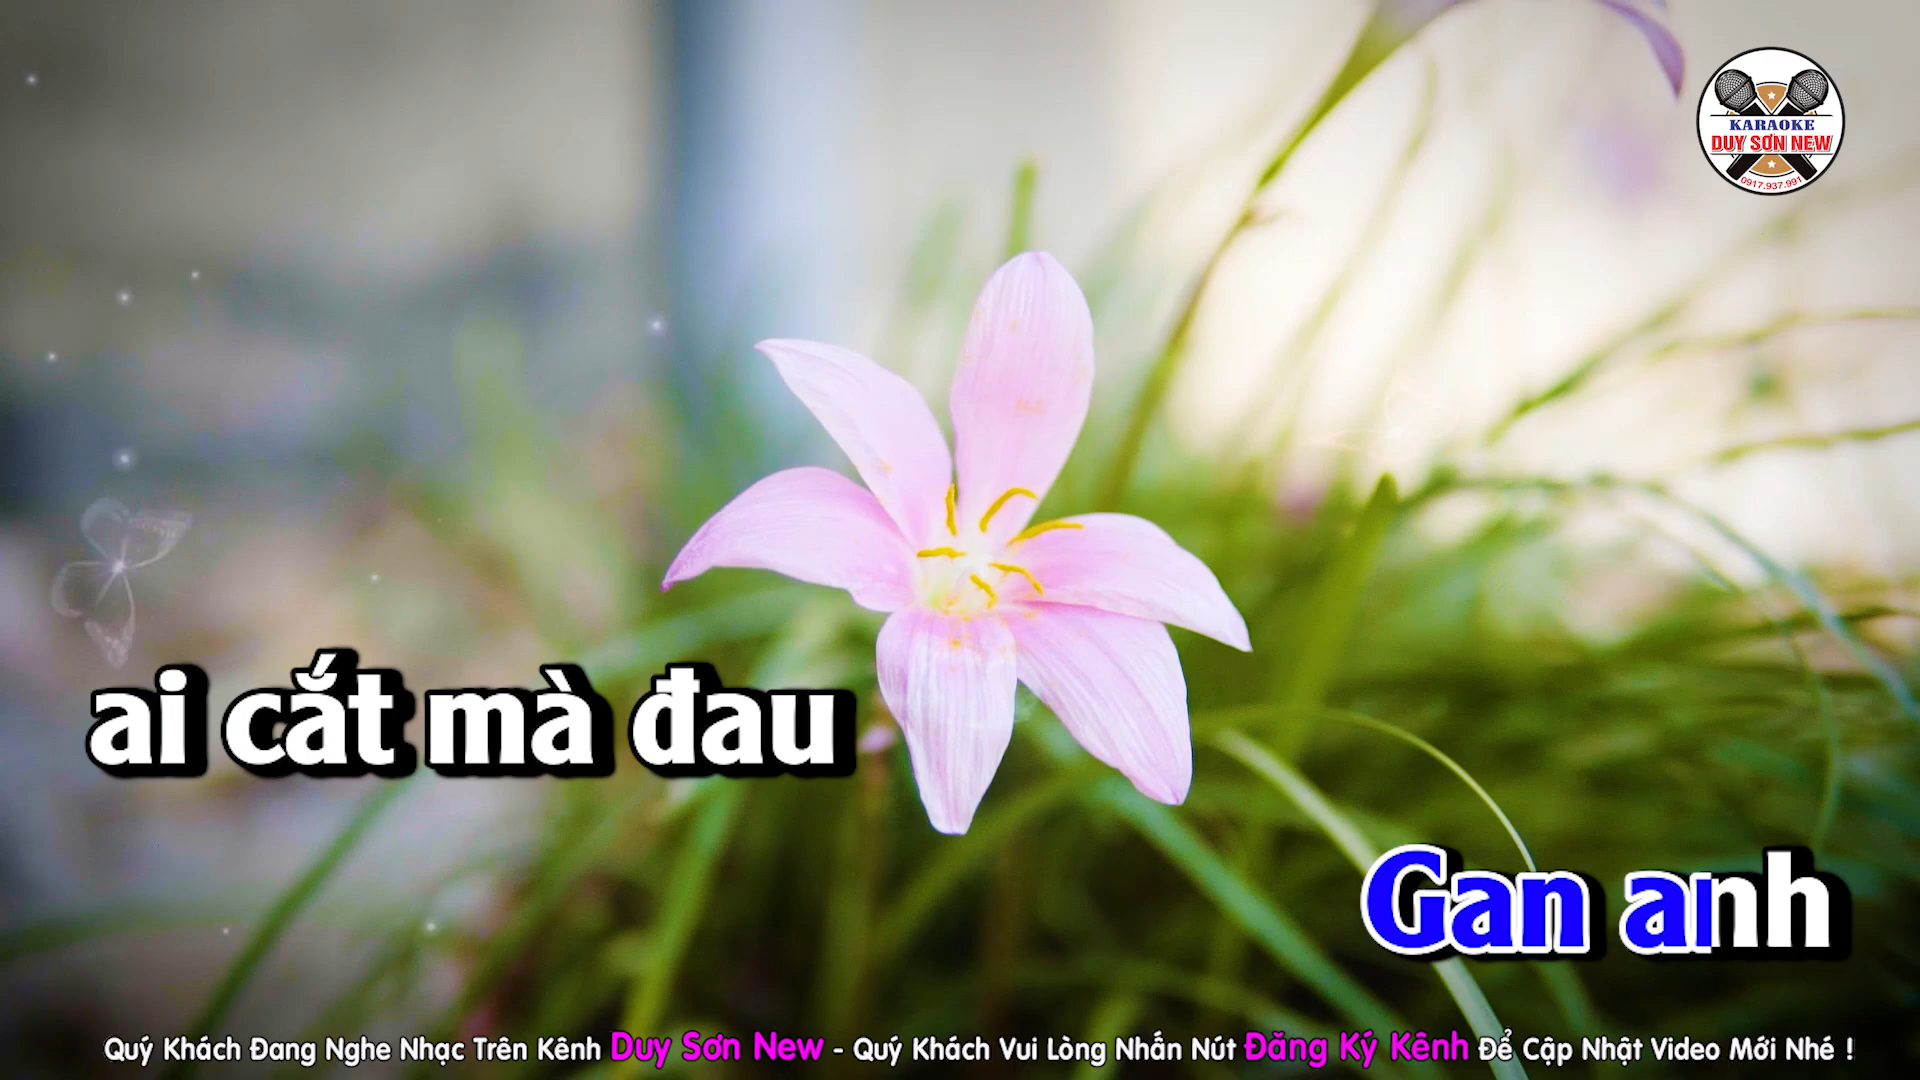 KARAOKE
DUY SƠN NEW
0917.937.991
ai cắt mà đau
Gan anh
Quý Khách Đang Nghe Nhạc Trên Kênh Duy Sơn New - Quý Khách Vui Lòng Nhấn Nút Đăng Ký Kênh Để Cập Nhật Video Mới Nhé !